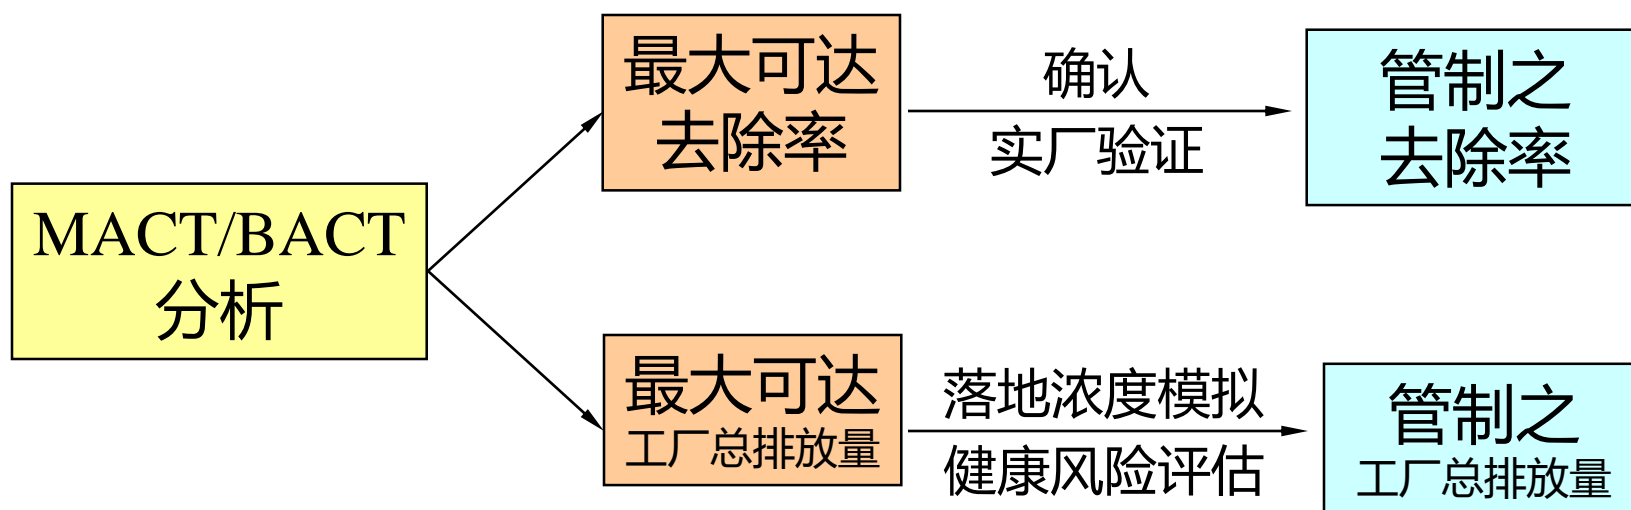 MACT/BACT
分析
最大可达
去除率
确认
实厂验证
管制之
去除率
最大可达
工厂总排放量
落地浓度模拟
健康风险评估
管制之
工厂总排放量